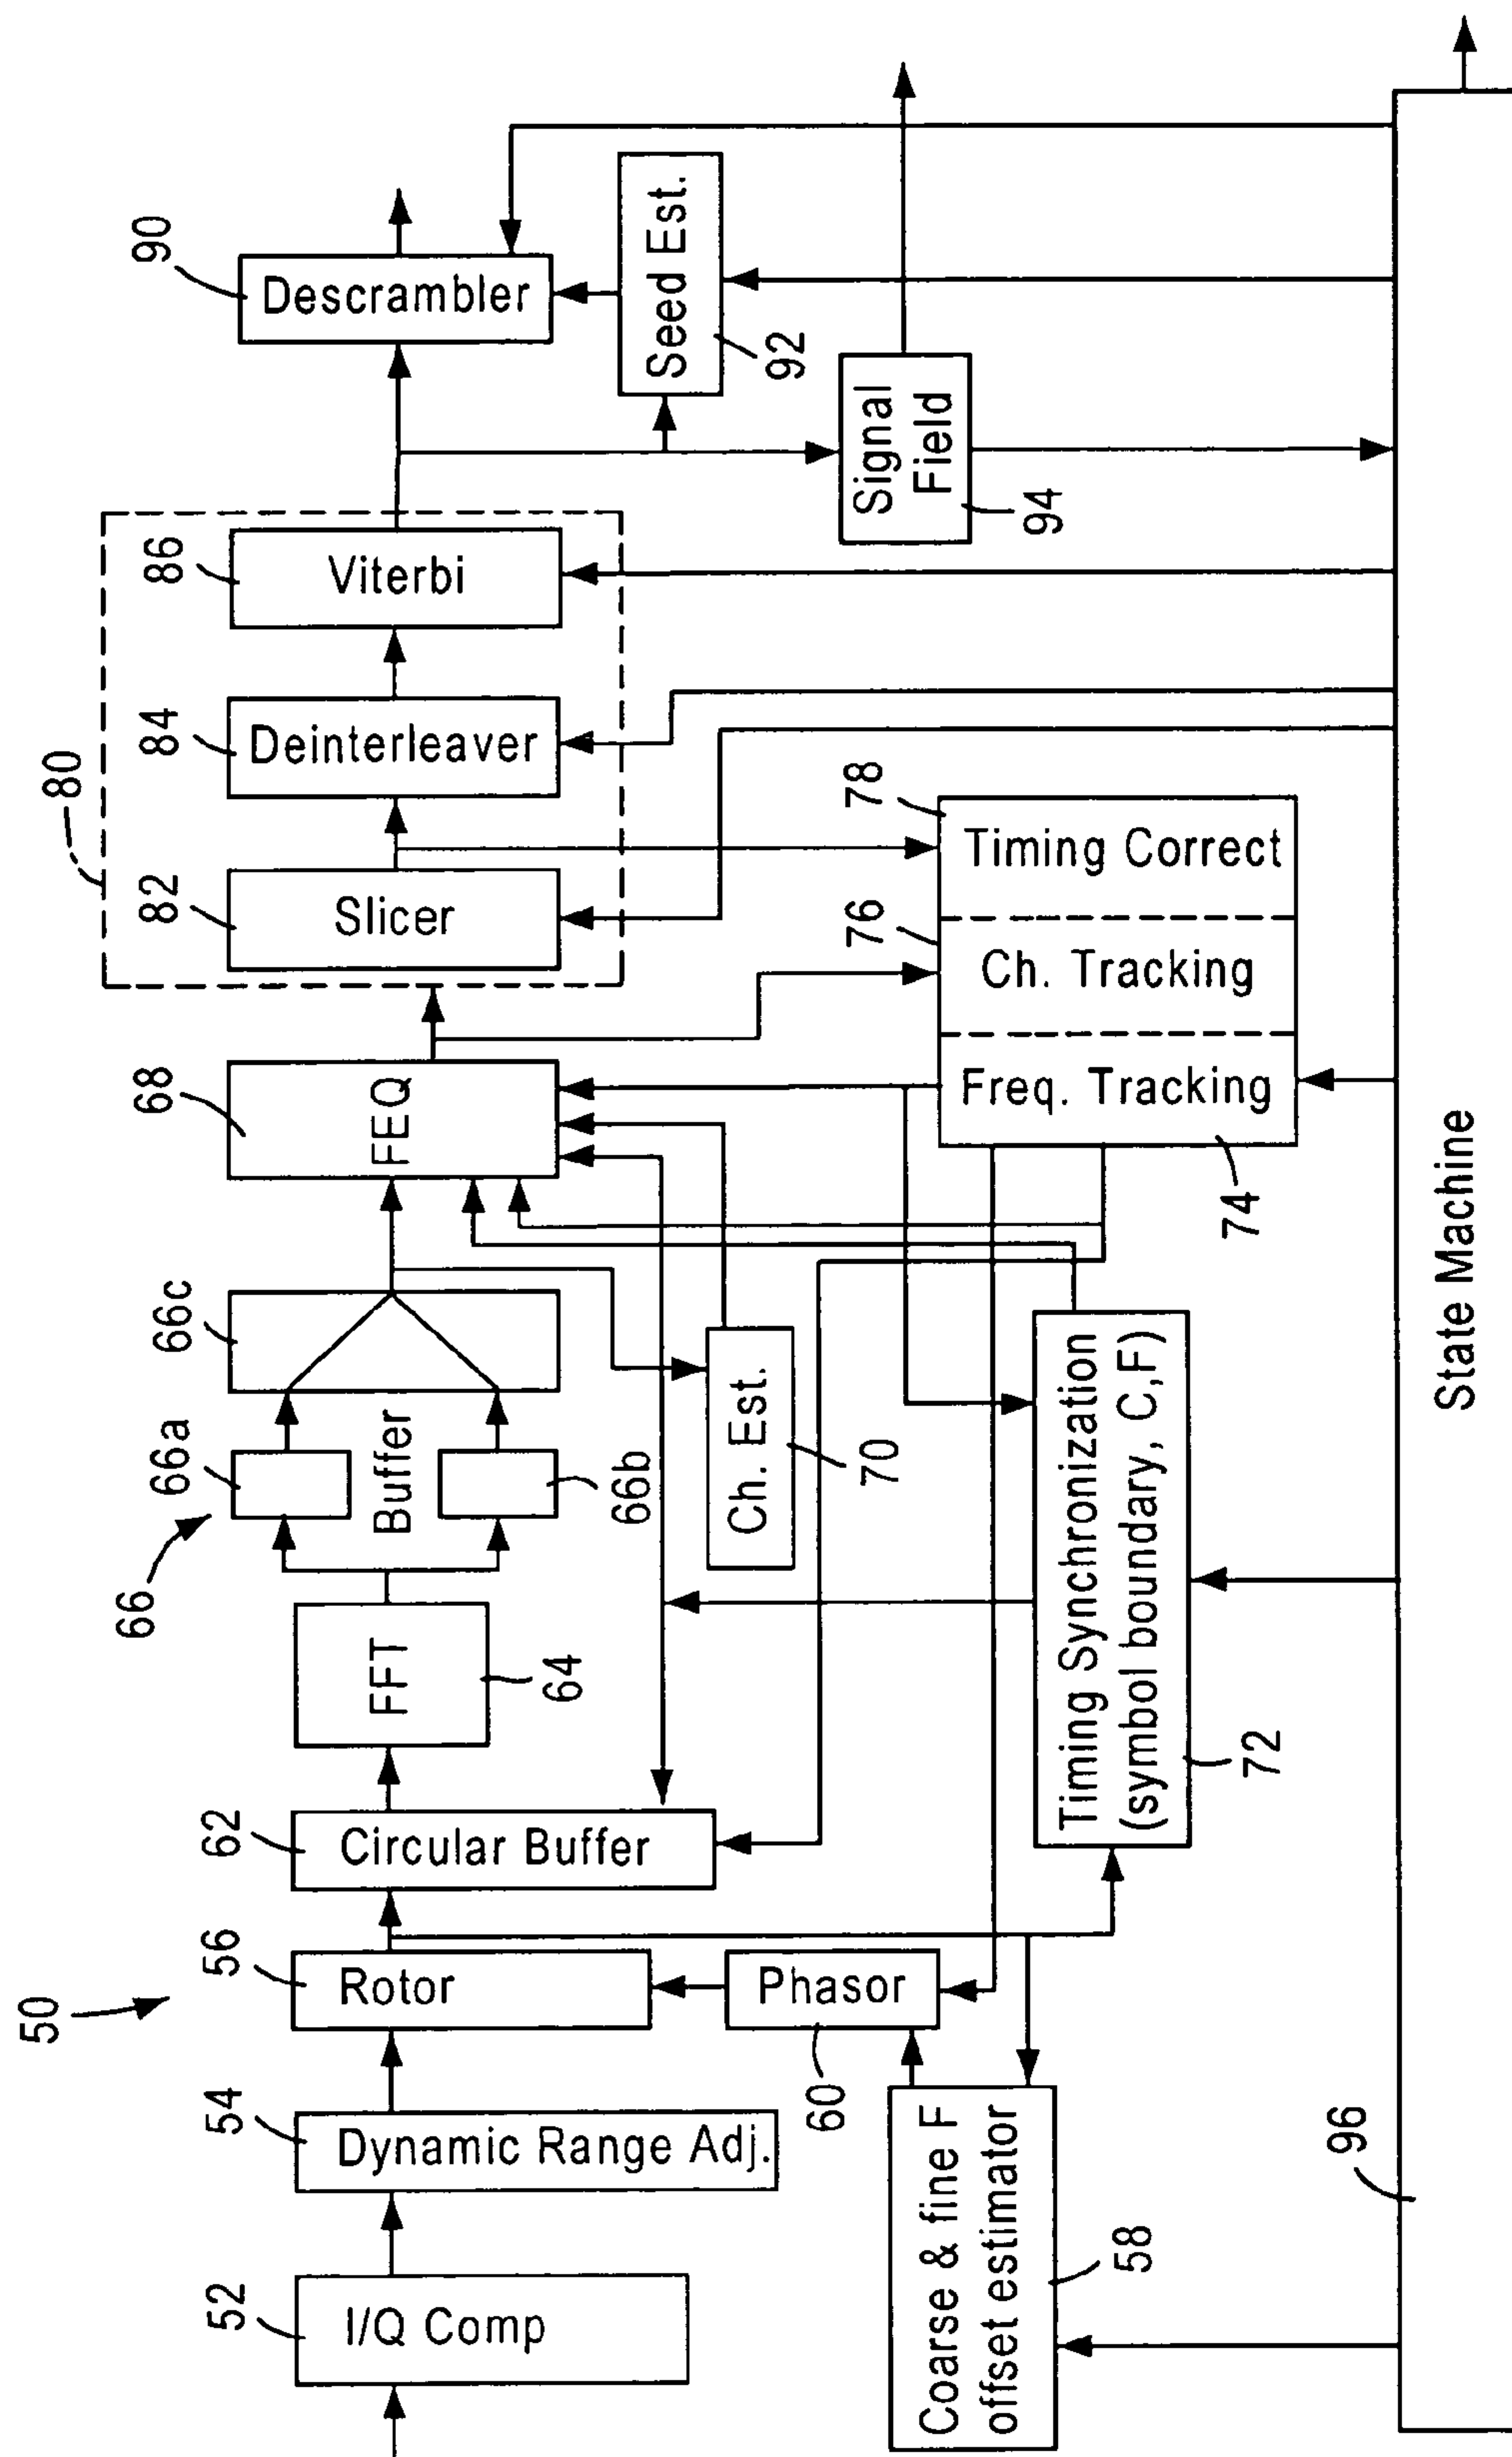 50
52
I/Q Comp
54
Dynamic Range Adj.
56
Rotor
62
Circular Buffer
FFT
64
66
66a
Buffer
66b
66c
68
FEQ
80
82
Slicer
84
Deinterleaver
86
Viterbi
90
Descrambler
Seed Est.
92
Signal
Field
94
Phasor
60
Coarse & fine F
offset estimator
58
Ch. Est.
70
Timing Synchronization
(symbol boundary, C,F)
72
Freq. Tracking
74
76
Ch. Tracking
78
Timing Correct
96
State Machine